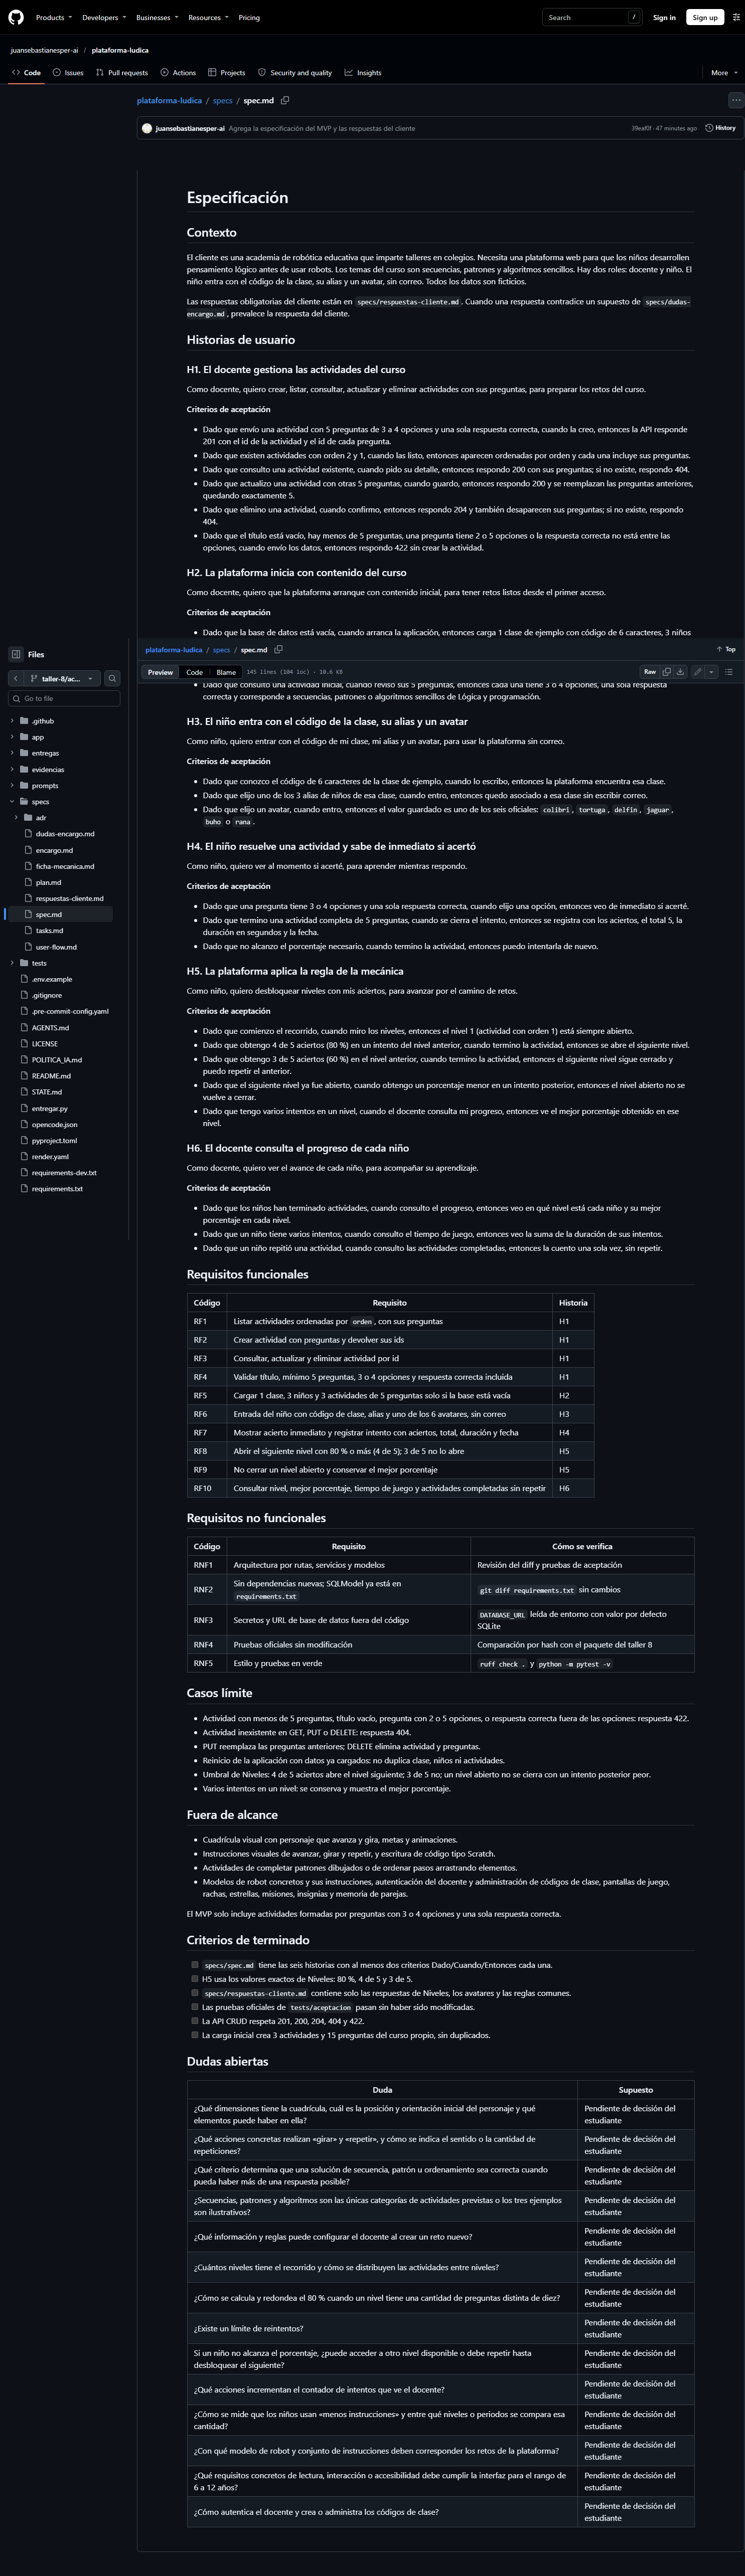 Products
Developers
Businesses
Resources
Pricing
Search
/
Sign in
Sign up
juansebastianesper-ai / plataforma-ludica
Code
Issues
Pull requests
Actions
Projects
Security and quality
Insights
More
plataforma-ludica / specs / spec.md
juansebastianesper-ai Agrega la especificación del MVP y las respuestas del cliente
39eaf0f · 47 minutes ago
History
Especificación
Contexto
El cliente es una academia de robótica educativa que imparte talleres en colegios. Necesita una plataforma web para que los niños desarrollen
pensamiento lógico antes de usar robots. Los temas del curso son secuencias, patrones y algoritmos sencillos. Hay dos roles: docente y niño. El
niño entra con el código de la clase, su alias y un avatar, sin correo. Todos los datos son ficticios.
Las respuestas obligatorias del cliente están en specs/respuestas-cliente.md . Cuando una respuesta contradice un supuesto de specs/dudas-
encargo.md , prevalece la respuesta del cliente.
Historias de usuario
H1. El docente gestiona las actividades del curso
Como docente, quiero crear, listar, consultar, actualizar y eliminar actividades con sus preguntas, para preparar los retos del curso.
Criterios de aceptación
Dado que envío una actividad con 5 preguntas de 3 a 4 opciones y una sola respuesta correcta, cuando la creo, entonces la API responde
201 con el id de la actividad y el id de cada pregunta.
Dado que existen actividades con orden 2 y 1, cuando las listo, entonces aparecen ordenadas por orden y cada una incluye sus preguntas.
Dado que consulto una actividad existente, cuando pido su detalle, entonces respondo 200 con sus preguntas; si no existe, respondo 404.
Dado que actualizo una actividad con otras 5 preguntas, cuando guardo, entonces respondo 200 y se reemplazan las preguntas anteriores,
quedando exactamente 5.
Dado que elimino una actividad, cuando confirmo, entonces respondo 204 y también desaparecen sus preguntas; si no existe, respondo
404.
Dado que el título está vacío, hay menos de 5 preguntas, una pregunta tiene 2 o 5 opciones o la respuesta correcta no está entre las
opciones, cuando envío los datos, entonces respondo 422 sin crear la actividad.
H2. La plataforma inicia con contenido del curso
Como docente, quiero que la plataforma arranque con contenido inicial, para tener retos listos desde el primer acceso.
Criterios de aceptación
Dado que la base de datos está vacía, cuando arranca la aplicación, entonces carga 1 clase de ejemplo con código de 6 caracteres, 3 niños
Files
plataforma-ludica / specs / spec.md
Top
taller-8/ac...
Preview
Code
Blame
145 lines (104 loc) · 10.6 KB
Raw
Go to file
Dado que consulto una actividad inicial, cuando reviso sus 5 preguntas, entonces cada una tiene 3 o 4 opciones, una sola respuesta
correcta y corresponde a secuencias, patrones o algoritmos sencillos de Lógica y programación.
.github
app
entregas
evidencias
prompts
specs
adr
dudas-encargo.md
encargo.md
ficha-mecanica.md
plan.md
respuestas-cliente.md
spec.md
tasks.md
user-flow.md
tests
.env.example
.gitignore
.pre-commit-config.yaml
AGENTS.md
LICENSE
POLITICA_IA.md
README.md
STATE.md
entregar.py
opencode.json
pyproject.toml
render.yaml
requirements-dev.txt
requirements.txt
H3. El niño entra con el código de la clase, su alias y un avatar
Como niño, quiero entrar con el código de mi clase, mi alias y un avatar, para usar la plataforma sin correo.
Criterios de aceptación
Dado que conozco el código de 6 caracteres de la clase de ejemplo, cuando lo escribo, entonces la plataforma encuentra esa clase.
Dado que elijo uno de los 3 alias de niños de esa clase, cuando entro, entonces quedo asociado a esa clase sin escribir correo.
Dado que elijo un avatar, cuando entro, entonces el valor guardado es uno de los seis oficiales: colibri , tortuga , delfin , jaguar ,
buho o rana .
H4. El niño resuelve una actividad y sabe de inmediato si acertó
Como niño, quiero ver al momento si acerté, para aprender mientras respondo.
Criterios de aceptación
Dado que una pregunta tiene 3 o 4 opciones y una sola respuesta correcta, cuando elijo una opción, entonces veo de inmediato si acerté.
Dado que termino una actividad completa de 5 preguntas, cuando se cierra el intento, entonces se registra con los aciertos, el total 5, la
duración en segundos y la fecha.
Dado que no alcanzo el porcentaje necesario, cuando termino la actividad, entonces puedo intentarla de nuevo.
H5. La plataforma aplica la regla de la mecánica
Como niño, quiero desbloquear niveles con mis aciertos, para avanzar por el camino de retos.
Criterios de aceptación
Dado que comienzo el recorrido, cuando miro los niveles, entonces el nivel 1 (actividad con orden 1) está siempre abierto.
Dado que obtengo 4 de 5 aciertos (80 %) en un intento del nivel anterior, cuando termino la actividad, entonces se abre el siguiente nivel.
Dado que obtengo 3 de 5 aciertos (60 %) en el nivel anterior, cuando termino la actividad, entonces el siguiente nivel sigue cerrado y
puedo repetir el anterior.
Dado que el siguiente nivel ya fue abierto, cuando obtengo un porcentaje menor en un intento posterior, entonces el nivel abierto no se
vuelve a cerrar.
Dado que tengo varios intentos en un nivel, cuando el docente consulta mi progreso, entonces ve el mejor porcentaje obtenido en ese
nivel.
H6. El docente consulta el progreso de cada niño
Como docente, quiero ver el avance de cada niño, para acompañar su aprendizaje.
Criterios de aceptación
Dado que los niños han terminado actividades, cuando consulto el progreso, entonces veo en qué nivel está cada niño y su mejor
porcentaje en cada nivel.
Dado que un niño tiene varios intentos, cuando consulto el tiempo de juego, entonces veo la suma de la duración de sus intentos.
Dado que un niño repitió una actividad, cuando consulto las actividades completadas, entonces la cuento una sola vez, sin repetir.
Requisitos funcionales
Código Requisito Historia
RF1 Listar actividades ordenadas por orden , con sus preguntas H1
RF2 Crear actividad con preguntas y devolver sus ids H1
RF3 Consultar, actualizar y eliminar actividad por id H1
RF4 Validar título, mínimo 5 preguntas, 3 o 4 opciones y respuesta correcta incluida H1
RF5 Cargar 1 clase, 3 niños y 3 actividades de 5 preguntas solo si la base está vacía H2
RF6 Entrada del niño con código de clase, alias y uno de los 6 avatares, sin correo H3
RF7 Mostrar acierto inmediato y registrar intento con aciertos, total, duración y fecha H4
RF8 Abrir el siguiente nivel con 80 % o más (4 de 5); 3 de 5 no lo abre H5
RF9 No cerrar un nivel abierto y conservar el mejor porcentaje H5
RF10 Consultar nivel, mejor porcentaje, tiempo de juego y actividades completadas sin repetir H6
Requisitos no funcionales
Código Requisito Cómo se verifica
RNF1 Arquitectura por rutas, servicios y modelos Revisión del diff y pruebas de aceptación
RNF2 Sin dependencias nuevas; SQLModel ya está en requirements.txt git diff requirements.txt sin cambios
RNF3 Secretos y URL de base de datos fuera del código DATABASE_URL leída de entorno con valor por defecto SQLite
RNF4 Pruebas oficiales sin modificación Comparación por hash con el paquete del taller 8
RNF5 Estilo y pruebas en verde ruff check . y python -m pytest -v
Casos límite
Actividad con menos de 5 preguntas, título vacío, pregunta con 2 o 5 opciones, o respuesta correcta fuera de las opciones: respuesta 422.
Actividad inexistente en GET, PUT o DELETE: respuesta 404.
PUT reemplaza las preguntas anteriores; DELETE elimina actividad y preguntas.
Reinicio de la aplicación con datos ya cargados: no duplica clase, niños ni actividades.
Umbral de Niveles: 4 de 5 aciertos abre el nivel siguiente; 3 de 5 no; un nivel abierto no se cierra con un intento posterior peor.
Varios intentos en un nivel: se conserva y muestra el mejor porcentaje.
Fuera de alcance
Cuadrícula visual con personaje que avanza y gira, metas y animaciones.
Instrucciones visuales de avanzar, girar y repetir, y escritura de código tipo Scratch.
Actividades de completar patrones dibujados o de ordenar pasos arrastrando elementos.
Modelos de robot concretos y sus instrucciones, autenticación del docente y administración de códigos de clase, pantallas de juego,
rachas, estrellas, misiones, insignias y memoria de parejas.
El MVP solo incluye actividades formadas por preguntas con 3 o 4 opciones y una sola respuesta correcta.
Criterios de terminado
specs/spec.md tiene las seis historias con al menos dos criterios Dado/Cuando/Entonces cada una.
H5 usa los valores exactos de Niveles: 80 %, 4 de 5 y 3 de 5.
specs/respuestas-cliente.md contiene solo las respuestas de Niveles, los avatares y las reglas comunes.
Las pruebas oficiales de tests/aceptacion pasan sin haber sido modificadas.
La API CRUD respeta 201, 200, 204, 404 y 422.
La carga inicial crea 3 actividades y 15 preguntas del curso propio, sin duplicados.
Dudas abiertas
Duda Supuesto
¿Qué dimensiones tiene la cuadrícula, cuál es la posición y orientación inicial del personaje y qué elementos puede haber en ella? Pendiente de decisión del estudiante
¿Qué acciones concretas realizan «girar» y «repetir», y cómo se indica el sentido o la cantidad de repeticiones? Pendiente de decisión del estudiante
¿Qué criterio determina que una solución de secuencia, patrón u ordenamiento sea correcta cuando pueda haber más de una respuesta posible? Pendiente de decisión del estudiante
¿Secuencias, patrones y algoritmos son las únicas categorías de actividades previstas o los tres ejemplos son ilustrativos? Pendiente de decisión del estudiante
¿Qué información y reglas puede configurar el docente al crear un reto nuevo? Pendiente de decisión del estudiante
¿Cuántos niveles tiene el recorrido y cómo se distribuyen las actividades entre niveles? Pendiente de decisión del estudiante
¿Cómo se calcula y redondea el 80 % cuando un nivel tiene una cantidad de preguntas distinta de diez? Pendiente de decisión del estudiante
¿Existe un límite de reintentos? Pendiente de decisión del estudiante
Si un niño no alcanza el porcentaje, ¿puede acceder a otro nivel disponible o debe repetir hasta desbloquear el siguiente? Pendiente de decisión del estudiante
¿Qué acciones incrementan el contador de intentos que ve el docente? Pendiente de decisión del estudiante
¿Cómo se mide que los niños usan «menos instrucciones» y entre qué niveles o periodos se compara esa cantidad? Pendiente de decisión del estudiante
¿Con qué modelo de robot y conjunto de instrucciones deben corresponder los retos de la plataforma? Pendiente de decisión del estudiante
¿Qué requisitos concretos de lectura, interacción o accesibilidad debe cumplir la interfaz para el rango de 6 a 12 años? Pendiente de decisión del estudiante
¿Cómo autentica el docente y crea o administra los códigos de clase? Pendiente de decisión del estudiante